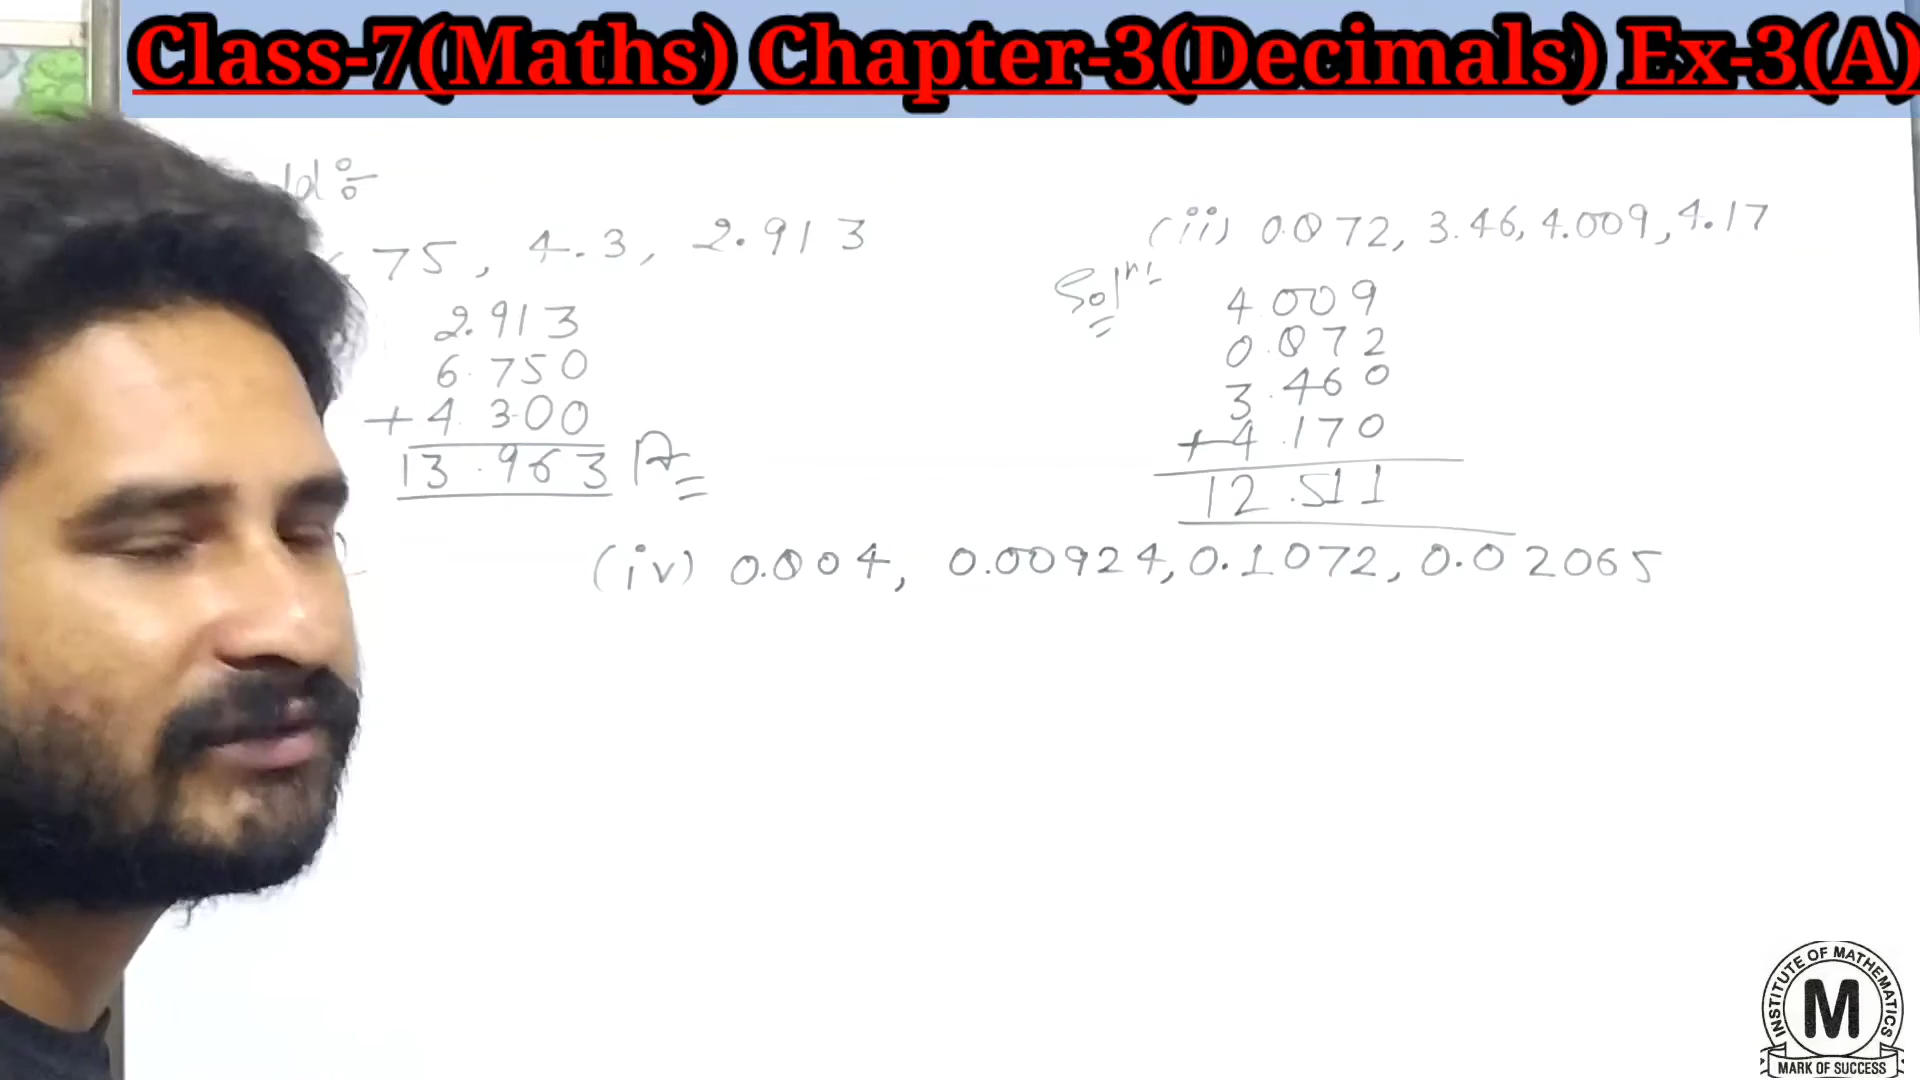 Class-7(Maths) Chapter-3(Decimals) Ex-3(A)
75, 4.3, 2.913
2.913
6.750
+4.300
13.963
(ii) 0.072, 3.46, 4.009, 4.17
Soln:-
4.009
0.072
3.460
+4.170
12.511
(iv) 0.004, 0.00924, 0.1072, 0.02065
INSTITUTE OF MATHEMATICS
M
MARK OF SUCCESS